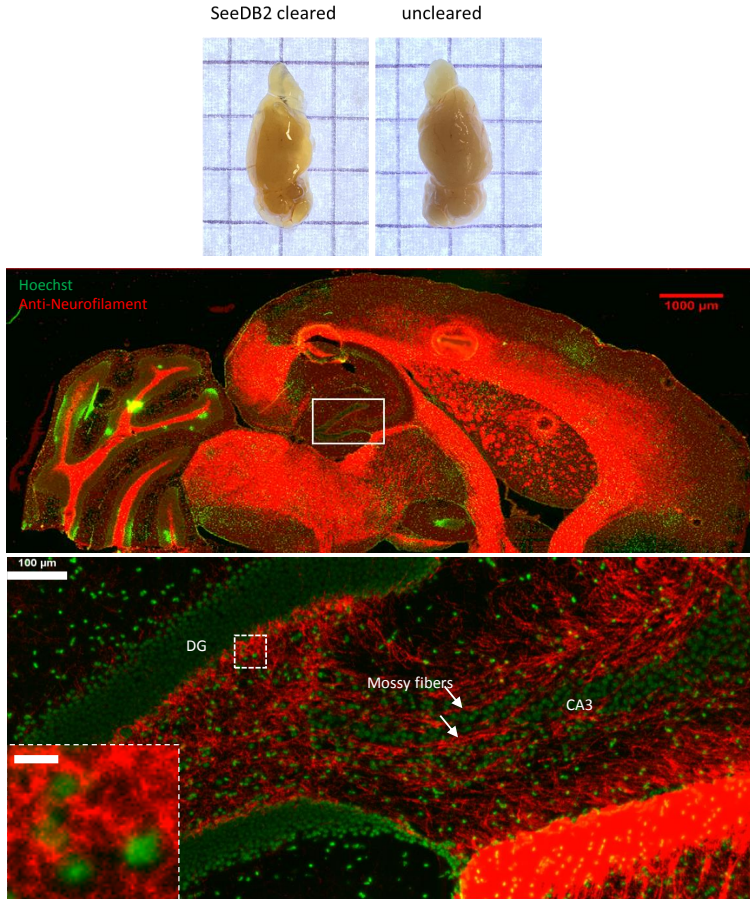 SeeDB2 cleared
uncleared
Hoechst
Anti-Neurofilament
1000 µm
100 µm
DG
Mossy fibers
CA3